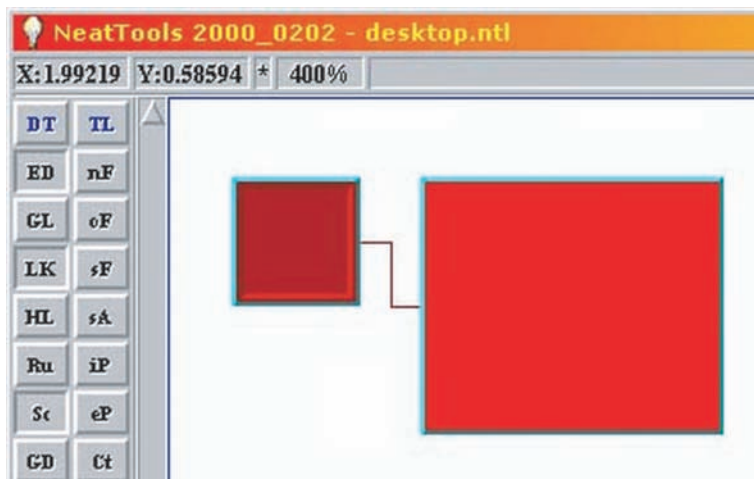 NeatTools 2000_0202 - desktop.ntl
X:1.99219 Y:0.58594 * 400%
DT TL
ED nF
GL oF
LK sF
HL sA
Ru iP
Sc eP
GD Ct